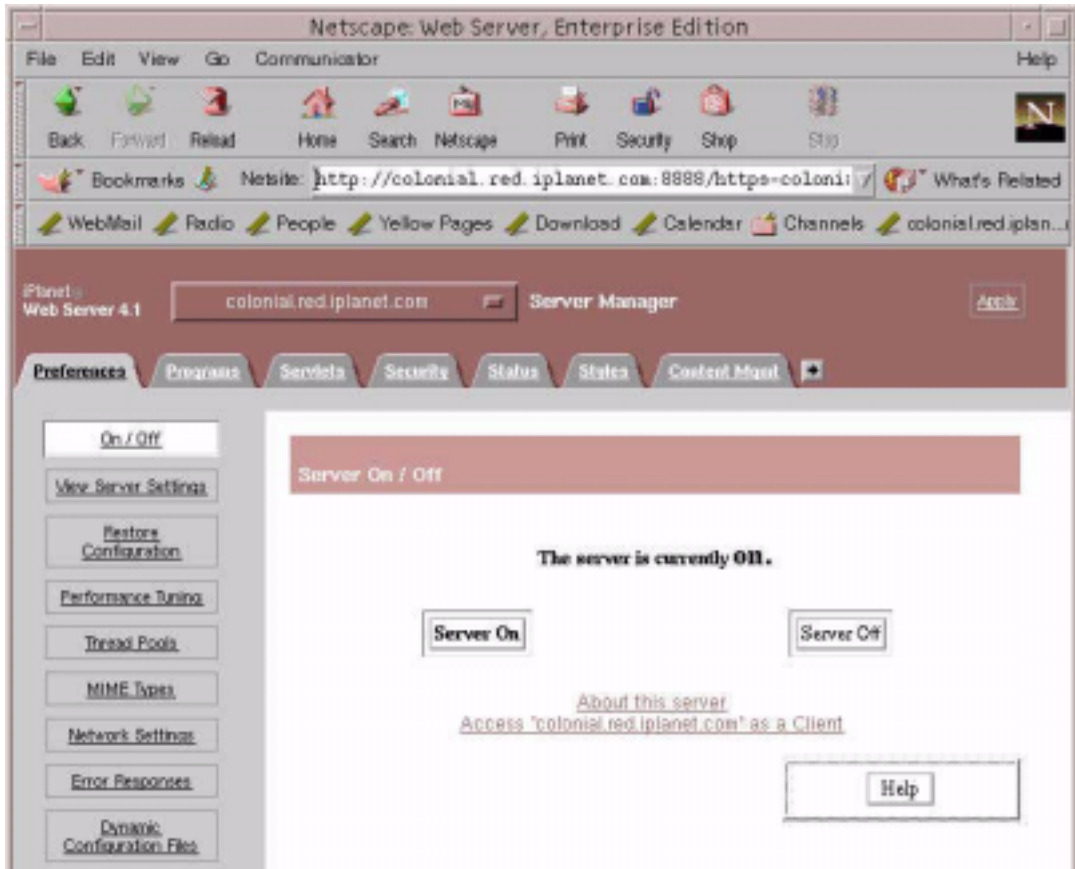 Netscape: Web Server, Enterprise Edition
File Edit View Go Communicator Help
Back Forward Reload Home Search Netscape Print Security Shop Stop
N
Bookmarks Netsite: http://colonial.red.iplanet.com:8888/https-coloni What's Related
WebMail Radio People Yellow Pages Download Calendar Channels colonial.red.iplan...
iPlanet
Web Server 4.1
colonial.red.iplanet.com Server Manager Apply
Preferences Programs Servlets Security Status Styles Content Mgmt
On / Off
View Server Settings
Restore
Configuration
Performance Tuning
Thread Pools
MIME Types
Network Settings
Error Responses
Dynamic
Configuration Files
Server On / Off
The server is currently on.
Server On Server Off
About this server
Access "colonial.red.iplanet.com" as a Client
Help